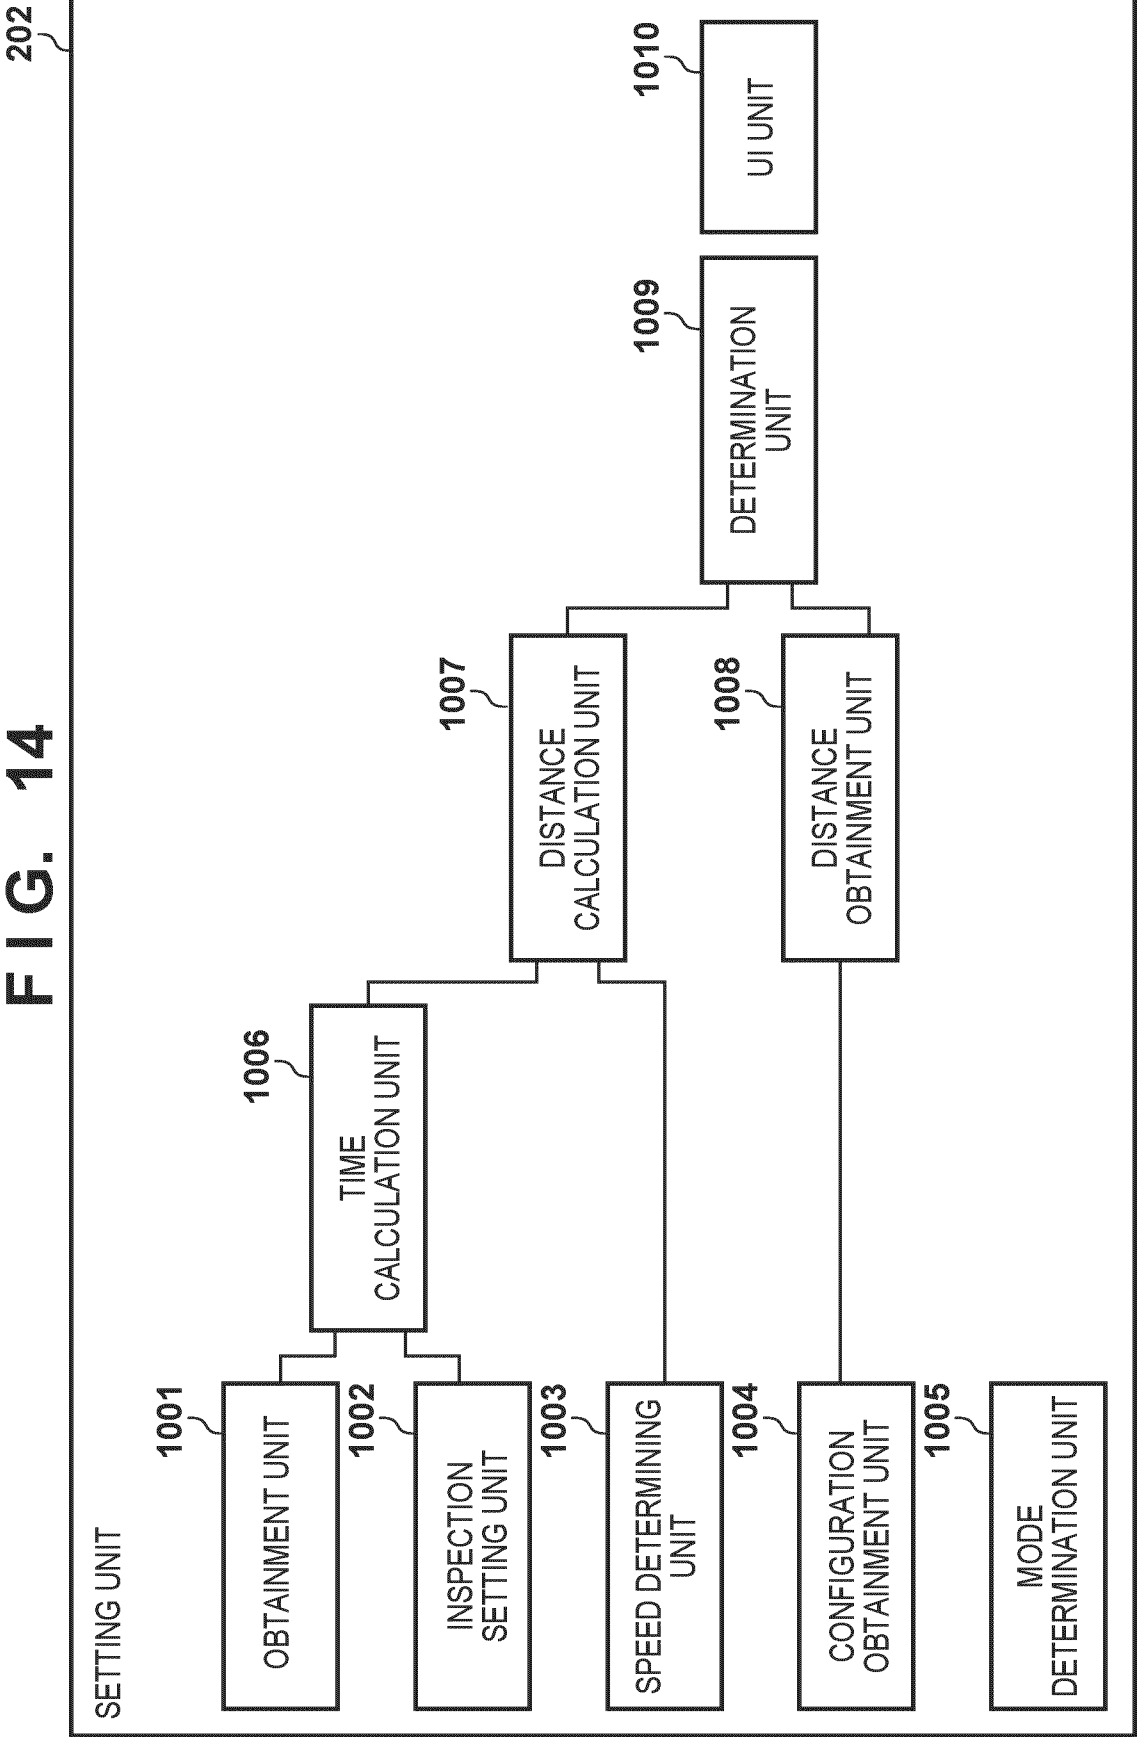 FIG. 14
202
SETTING UNIT
1001
OBTAINMENT UNIT
1002
INSPECTION
SETTING UNIT
1003
SPEED DETERMINING
UNIT
1004
CONFIGURATION
OBTAINMENT UNIT
1005
MODE
DETERMINATION UNIT
1006
TIME
CALCULATION UNIT
1007
DISTANCE
CALCULATION UNIT
1008
DISTANCE
OBTAINMENT UNIT
1009
DETERMINATION
UNIT
1010
UI UNIT